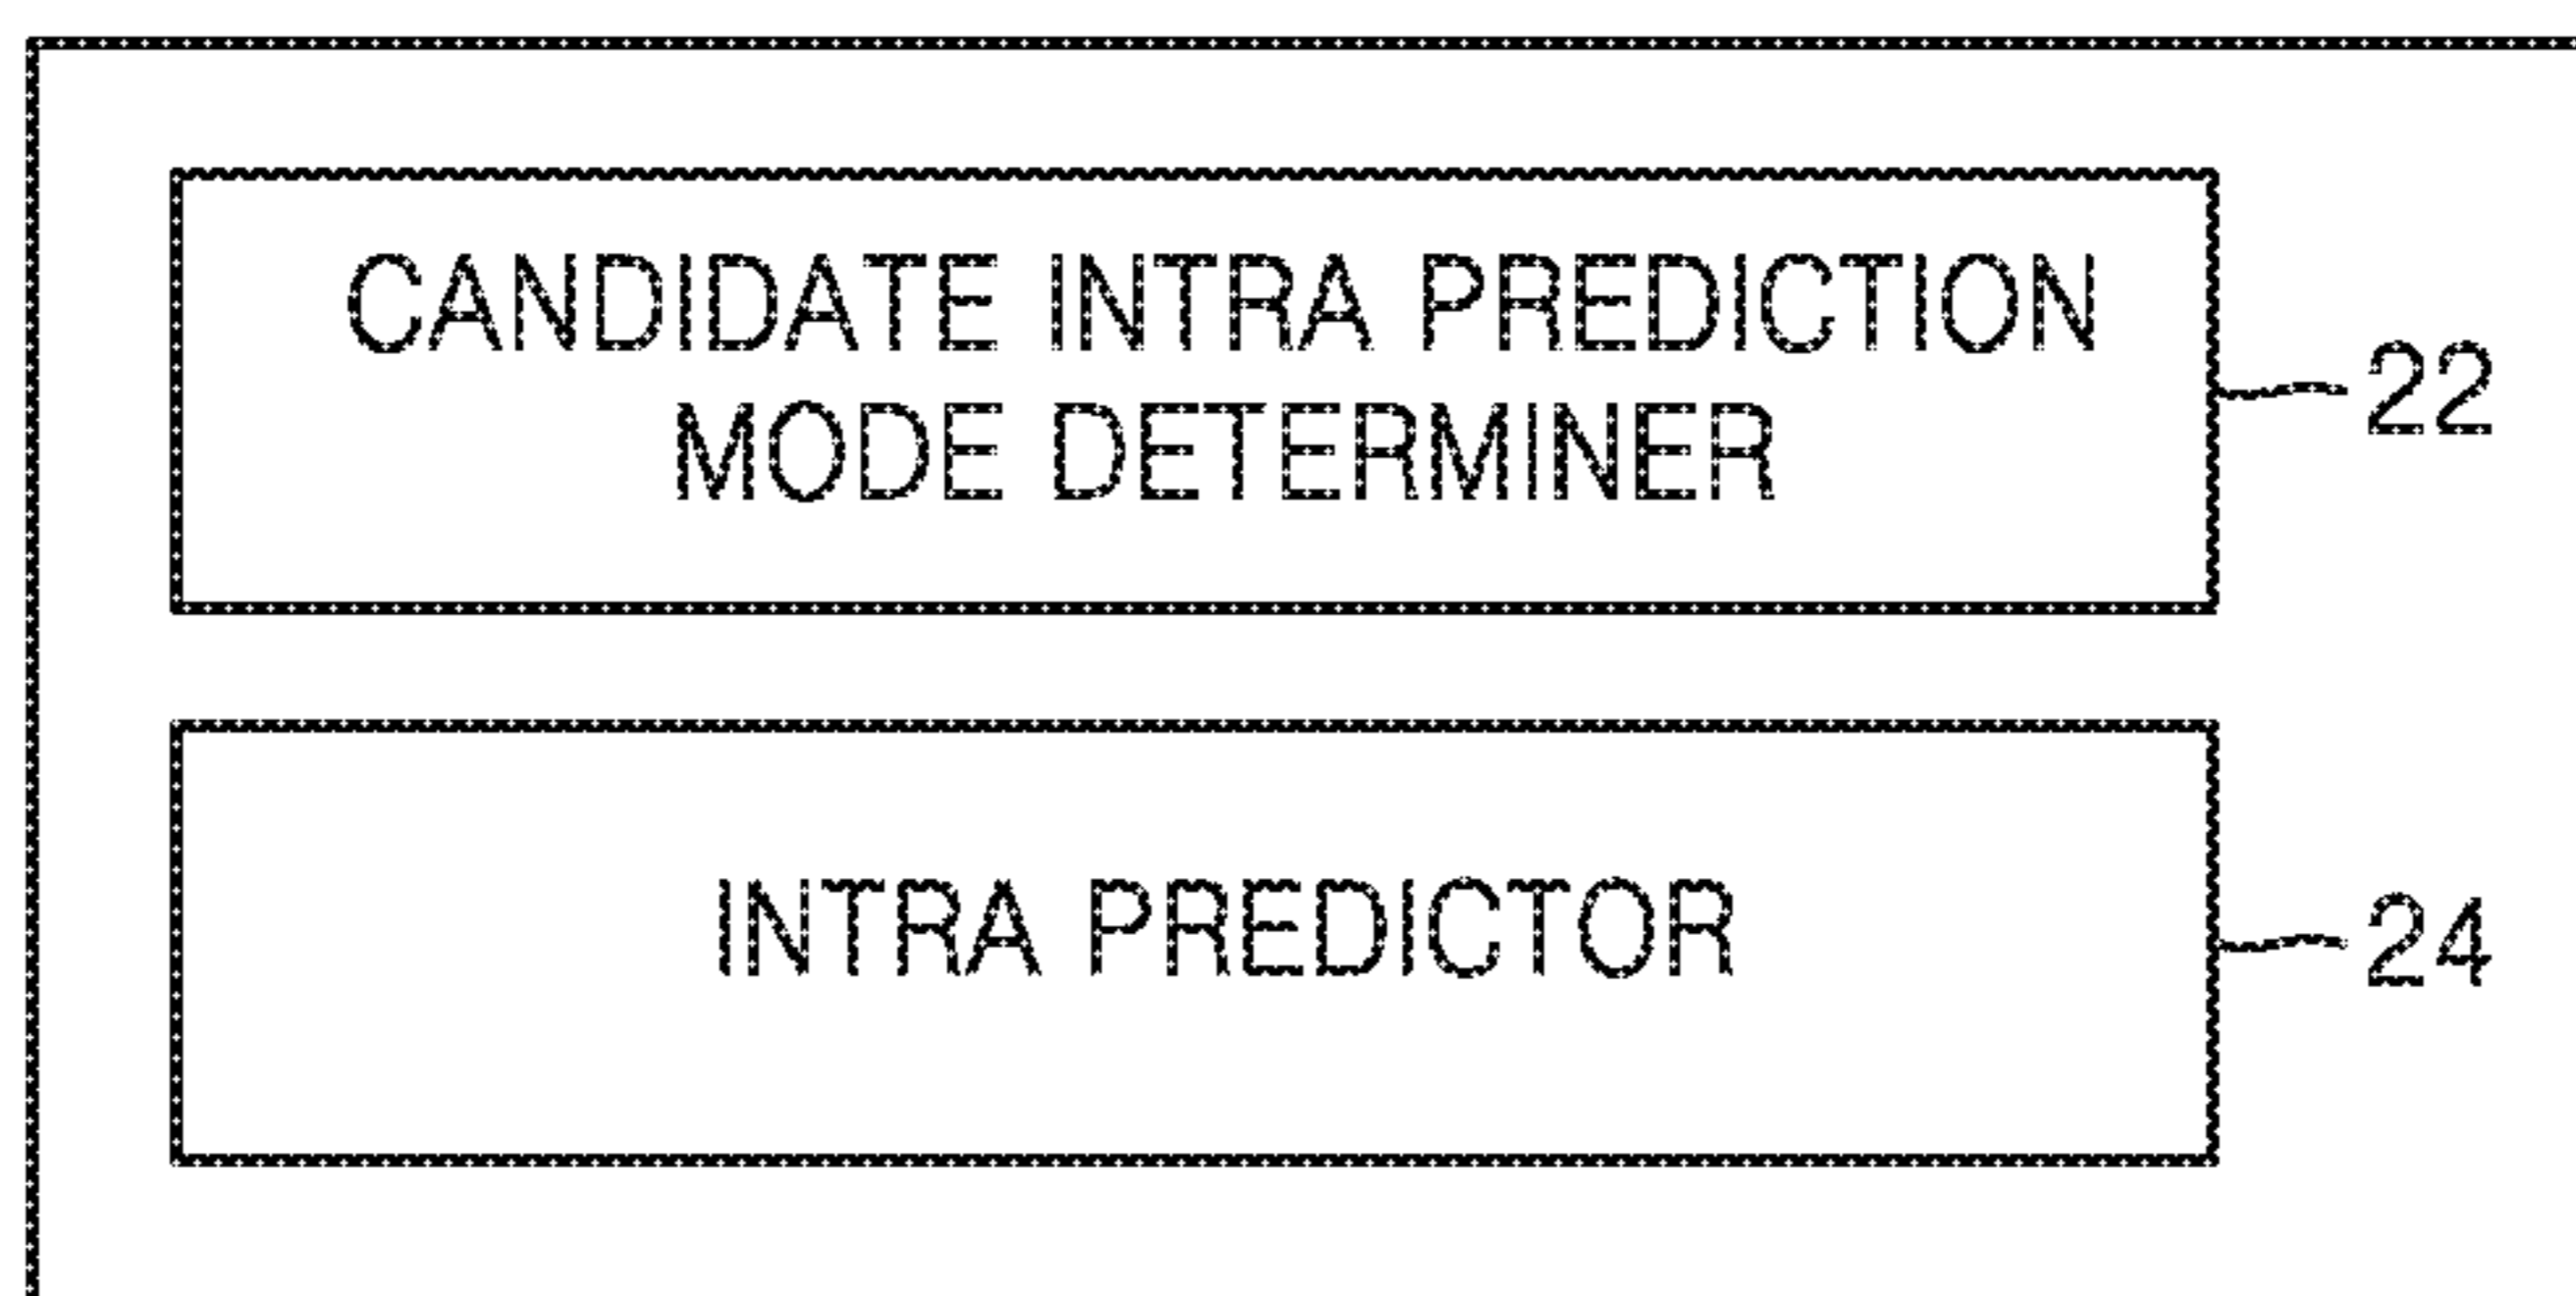 CANDIDATE INTRA PREDICTION
MODE DETERMINER
22
INTRA PREDICTOR
24